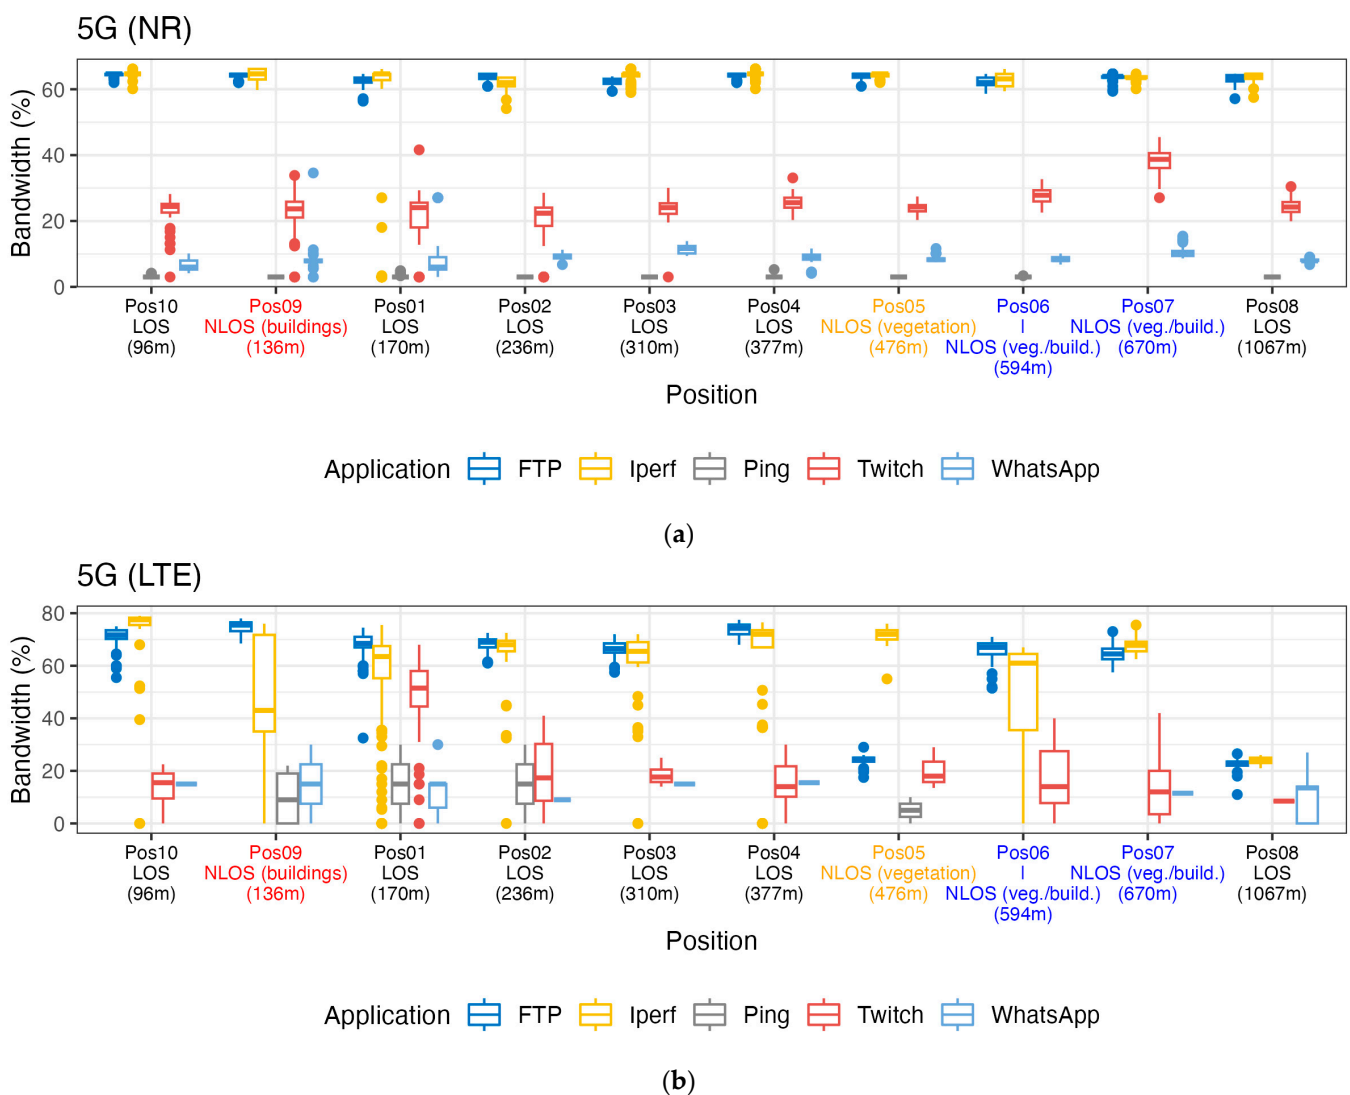 5G (NR)
Bandwidth (%)
60
40
20
0
Pos10 Pos09 Pos01 Pos02 Pos03 Pos04 Pos05 Pos06 Pos07 Pos08
LOS NLOS (buildings) LOS LOS LOS LOS NLOS (vegetation) | NLOS (veg./build.) LOS
(96m) (136m) (170m) (236m) (310m) (377m) (476m) NLOS (veg./build.) (670m) (1067m)
(594m)
Position
Application FTP Iperf Ping Twitch WhatsApp
(a)
5G (LTE)
Bandwidth (%)
80
60
40
20
0
Pos10 Pos09 Pos01 Pos02 Pos03 Pos04 Pos05 Pos06 Pos07 Pos08
LOS NLOS (buildings) LOS LOS LOS LOS NLOS (vegetation) | NLOS (veg./build.) LOS
(96m) (136m) (170m) (236m) (310m) (377m) (476m) NLOS (veg./build.) (670m) (1067m)
(594m)
Position
Application FTP Iperf Ping Twitch WhatsApp
(b)